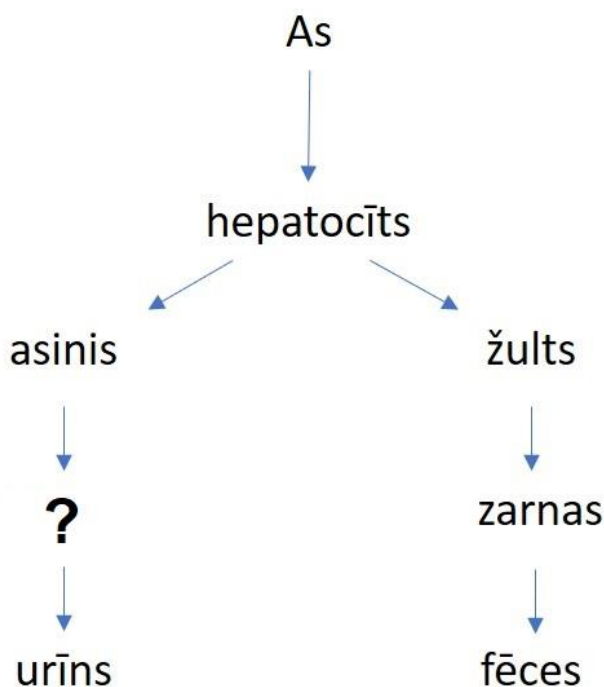 As
hepatocīts
asinis žults
? zarnas
urīns fēces